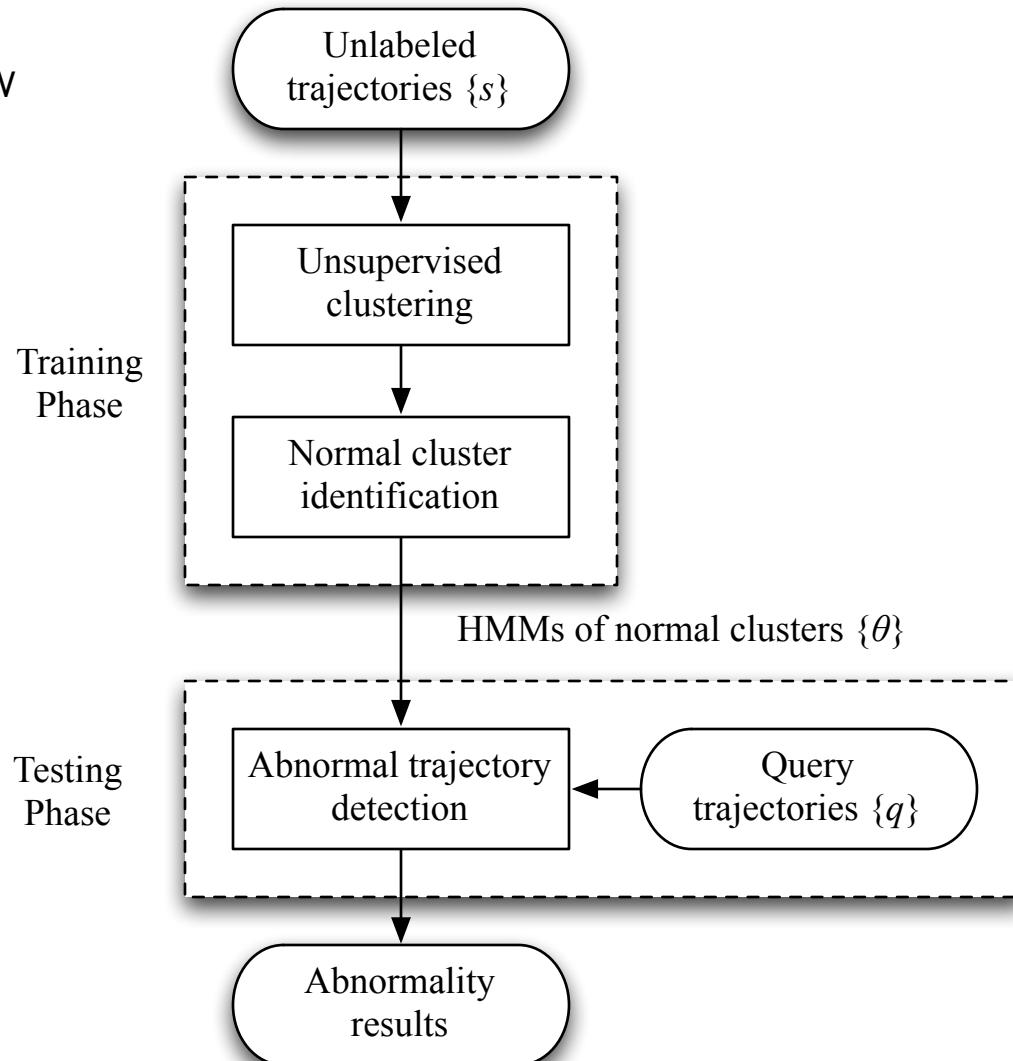 Unlabeled
trajectories {s}
Unsupervised
clustering
Training
Phase
Normal cluster
identification
HMMs of normal clusters {θ}
Testing
Phase
Abnormal trajectory
detection
Query
trajectories {q}
Abnormality
results